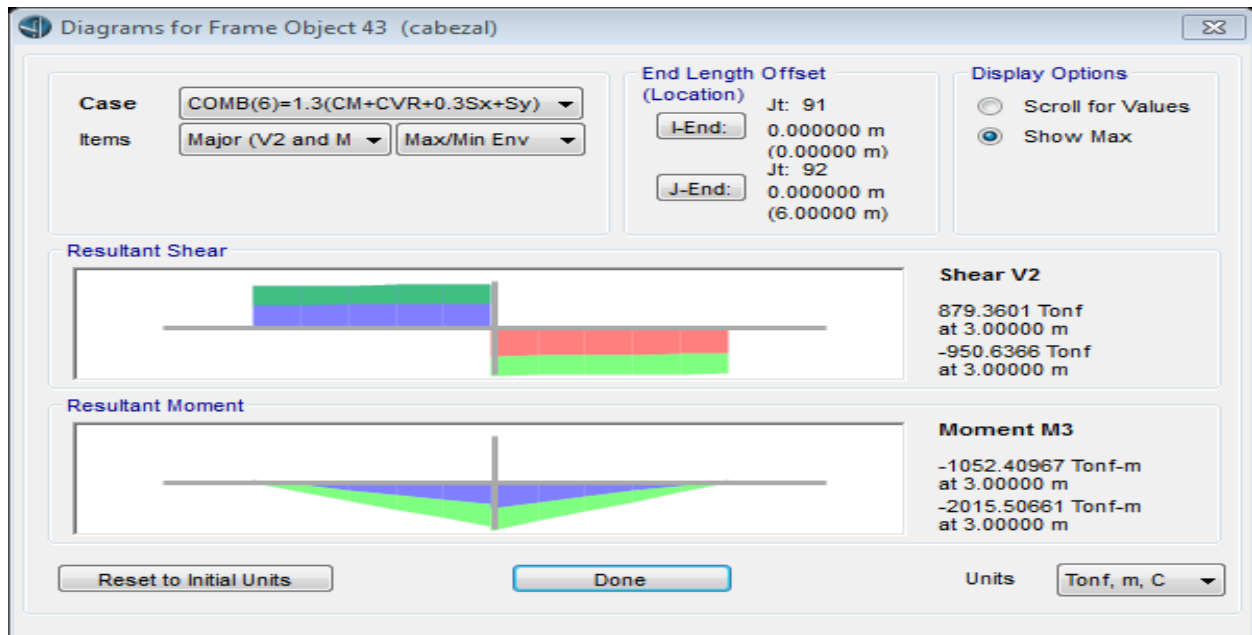 Diagrams for Frame Object 43 (cabezal)
Case COMB(6)=1.3(CM+CVR+0.3Sx+Sy)
Items Major (V2 and M Max/Min Env
End Length Offset
(Location)
Jt: 91
I-End: 0.000000 m
(0.00000 m)
Jt: 92
J-End: 0.000000 m
(6.00000 m)
Display Options
Scroll for Values
Show Max
Resultant Shear
Shear V2
879.3601 Tonf
at 3.00000 m
-950.6366 Tonf
at 3.00000 m
Resultant Moment
Moment M3
-1052.40967 Tonf-m
at 3.00000 m
-2015.50661 Tonf-m
at 3.00000 m
Reset to Initial Units Done Units Tonf, m, C